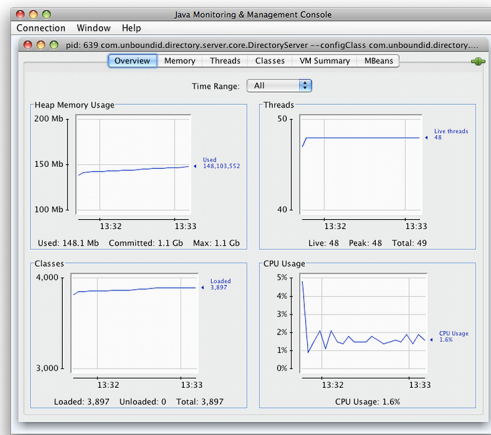 Java Monitoring & Management Console
Connection Window Help
pid: 639 com.unboundid.directory.server.core.DirectoryServer --configClass com.unboundid.directory....
Overview Memory Threads Classes VM Summary MBeans
Time Range: All
Heap Memory Usage
200 Mb
150 Mb
100 Mb
Used
148,103,552
13:32 13:33
Used: 148.1 Mb Committed: 1.1 Gb Max: 1.1 Gb
Threads
50
40
Live threads
48
13:32 13:33
Live: 48 Peak: 48 Total: 49
Classes
4,000
3,000
Loaded
3,897
13:32 13:33
Loaded: 3,897 Unloaded: 0 Total: 3,897
CPU Usage
5%
4%
3%
2%
1%
0%
CPU Usage
1.6%
13:32 13:33
CPU Usage: 1.6%